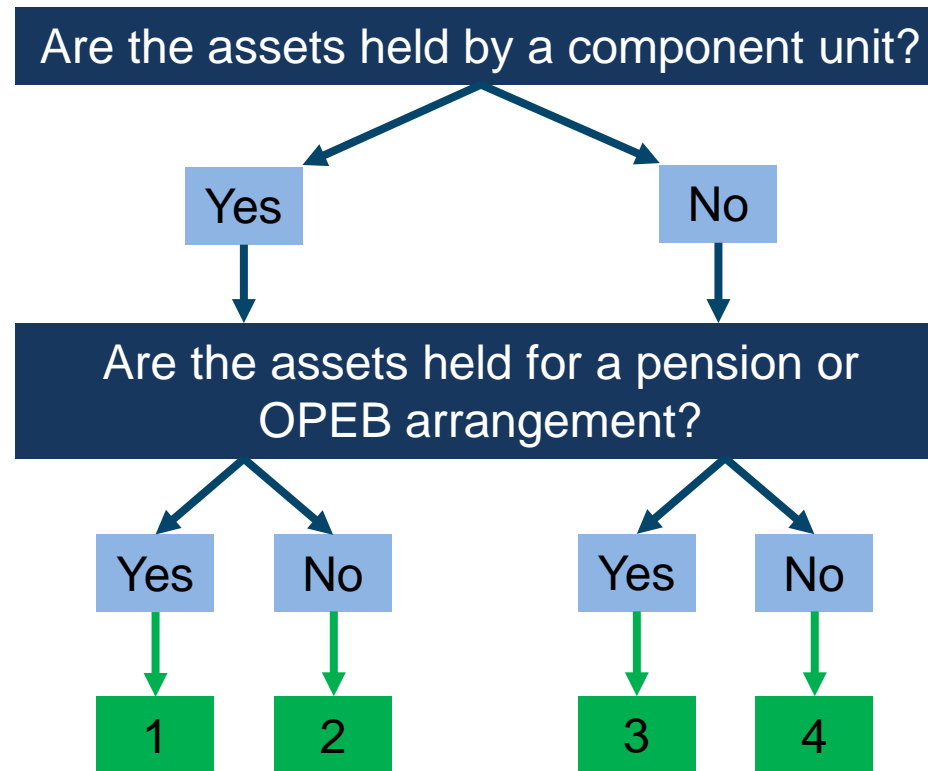 Are the assets held by a component unit?
Yes
No
Are the assets held for a pension or
OPEB arrangement?
Yes
No
Yes
No
1
2
3
4